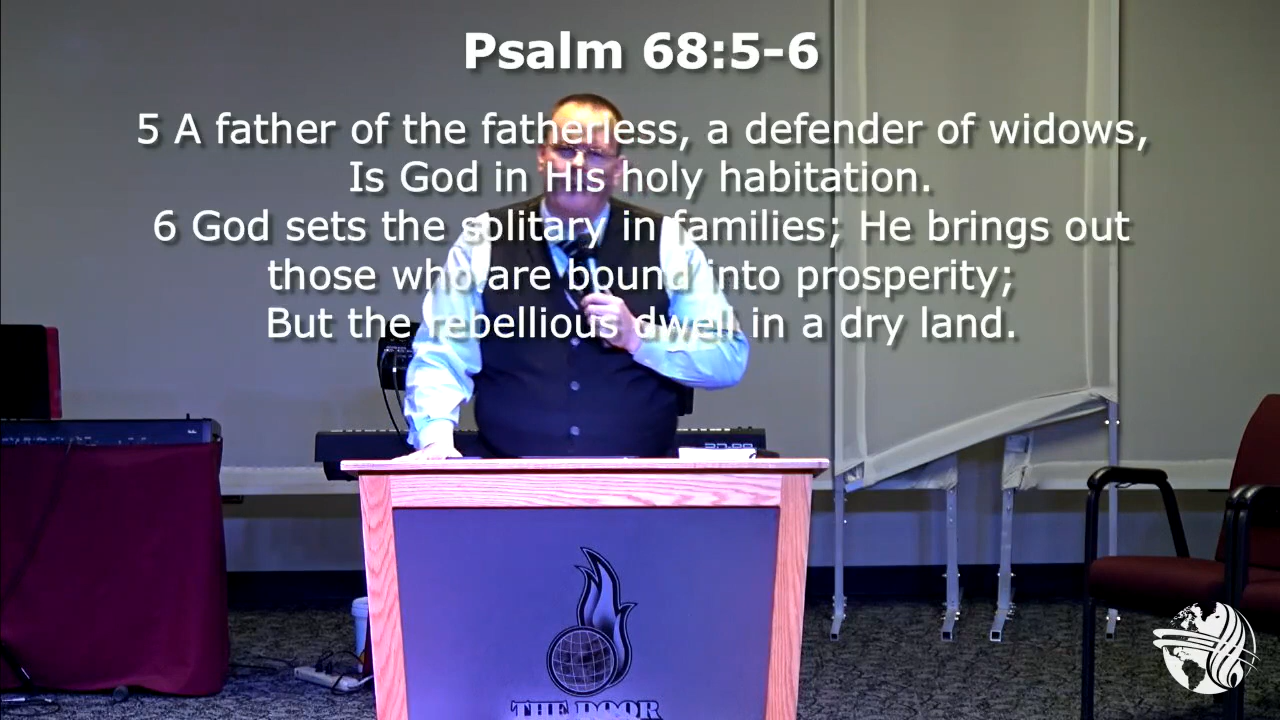 Psalm 68:5-6
5 A father of the fatherless, a defender of widows,
Is God in His holy habitation.
6 God sets the solitary in families; He brings out
those who are bound into prosperity;
But the rebellious dwell in a dry land.
THE DOOR